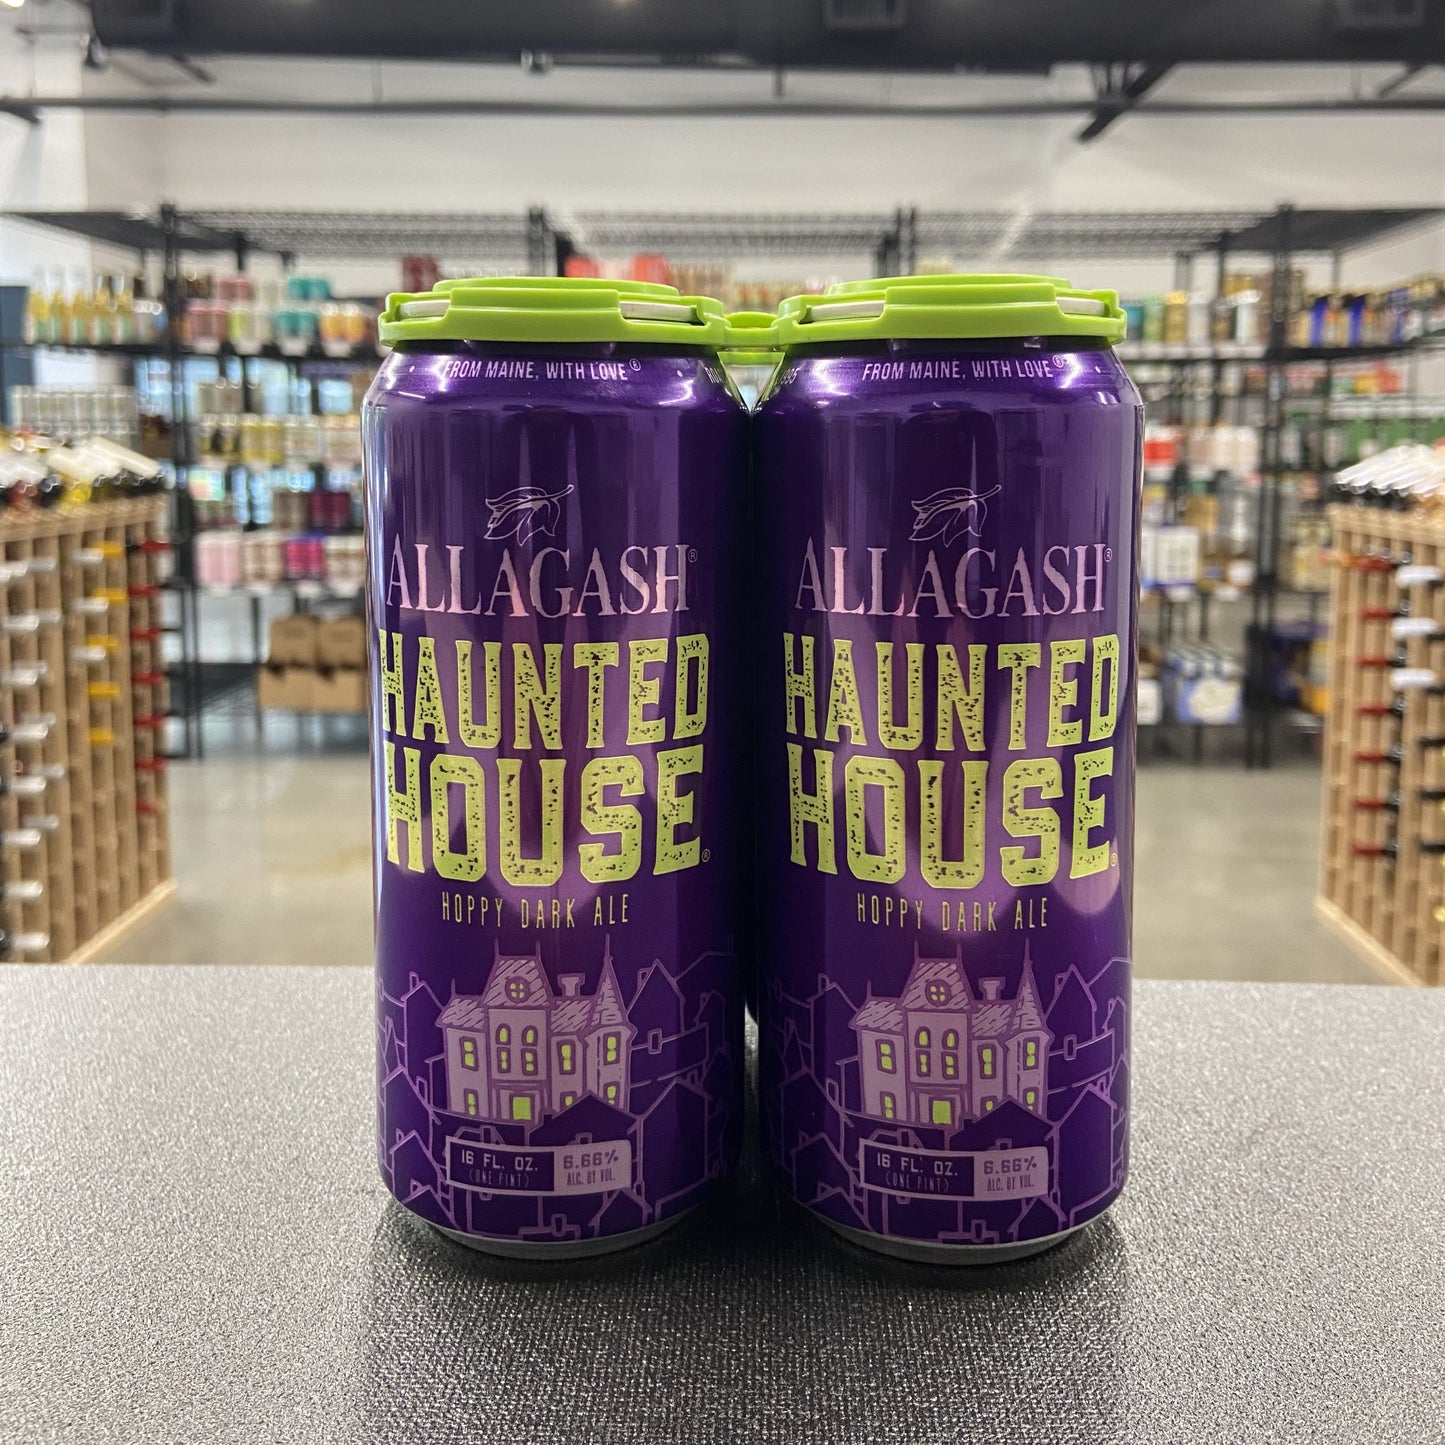 FROM MAINE, WITH LOVE®
ALLAGASH®
HAUNTED
HOUSE®
HOPPY DARK ALE
16 FL. OZ.
(ONE PINT)
6.66%
ALC. BY VOL.
FROM MAINE, WITH LOVE®
ALLAGASH®
HAUNTED
HOUSE®
HOPPY DARK ALE
16 FL. OZ.
(ONE PINT)
6.66%
ALC. BY VOL.